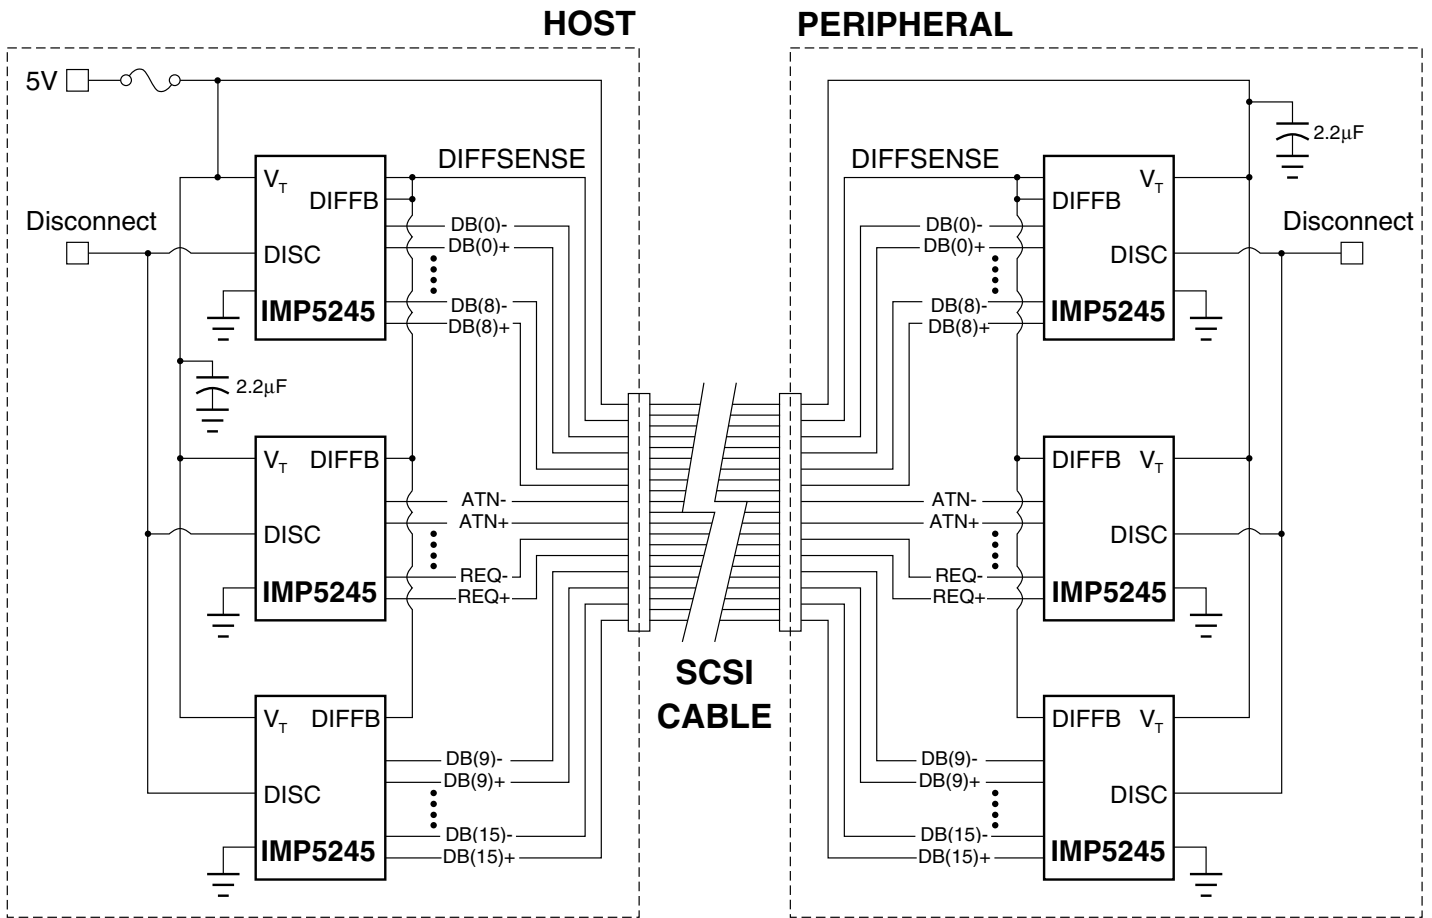 HOST
PERIPHERAL
5V
2.2µF
DIFFSENSE
DIFFSENSE
VT
DIFFB
DIFFB
VT
Disconnect
DB(0)-
DB(0)-
Disconnect
DB(0)+
DB(0)+
DISC
DISC
DB(8)-
DB(8)-
IMP5245
DB(8)+
DB(8)+
IMP5245
2.2µF
VT DIFFB
DIFFB VT
ATN-
ATN-
ATN+
ATN+
DISC
DISC
REQ-
REQ-
IMP5245
REQ+
REQ+
IMP5245
SCSI
CABLE
VT DIFFB
DIFFB VT
DB(9)-
DB(9)-
DB(9)+
DB(9)+
DISC
DISC
DB(15)-
DB(15)-
IMP5245
DB(15)+
DB(15)+
IMP5245